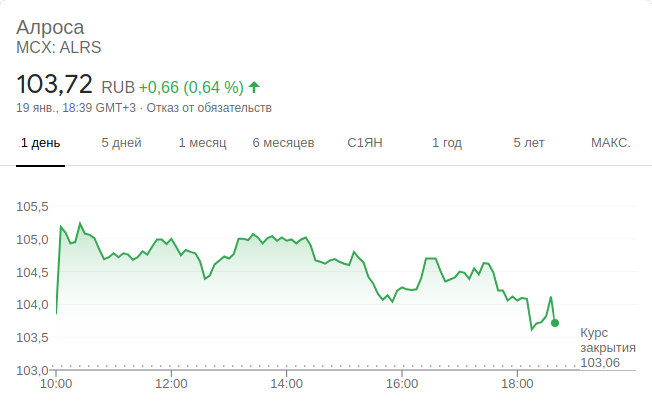 Алроса
MCX: ALRS
103,72 RUB +0,66 (0,64 %)
19 янв., 18:39 GMT+3 · Отказ от обязательств
1 день 5 дней 1 месяц 6 месяцев С1ЯН 1 год 5 лет МАКС.
105,5
105,0
104,5
104,0
103,5
103,0
Курс
закрытия
103,06
10:00 12:00 14:00 16:00 18:00